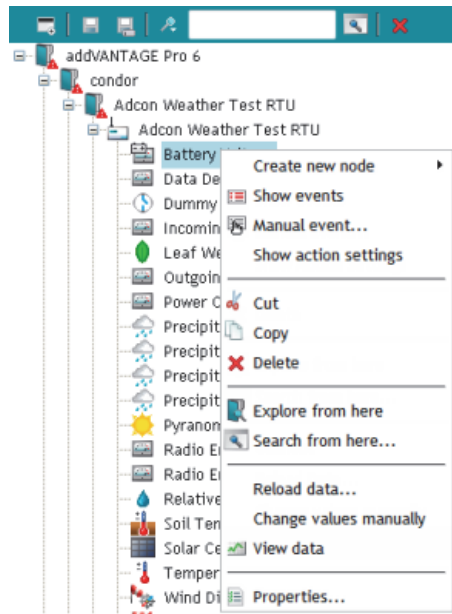 addVANTAGE Pro 6
condor
Adcon Weather Test RTU
Adcon Weather Test RTU
Battery
Create new node
Data De
Show events
Dummy
Manual event...
Incomin
Leaf We
Show action settings
Outgoin
Power C
Cut
Precipit
Copy
Precipit
Delete
Precipit
Precipit
Explore from here
Pyranom
Search from here...
Radio E
Radio E
Reload data...
Relative
Change values manually
Soil Ten
Solar Ce
View data
Temper
Wind Di
Properties...